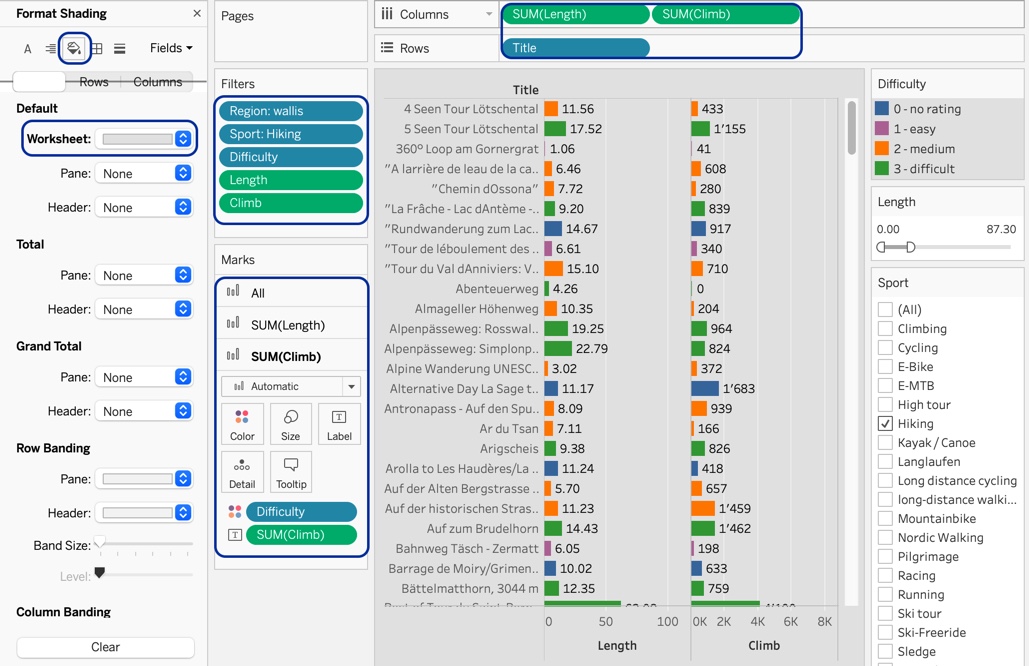 Format Shading
Fields
Rows
Columns
Default
Worksheet:
Pane: None
Header: None
Total
Pane: None
Header: None
Grand Total
Pane: None
Header: None
Row Banding
Pane:
Header:
Band Size:
Level:
Column Banding
Clear
Pages
Filters
Region: wallis
Sport: Hiking
Difficulty
Length
Climb
Marks
All
SUM(Length)
SUM(Climb)
Automatic
Color
Size
Label
Detail
Tooltip
Difficulty
SUM(Climb)
Columns SUM(Length) SUM(Climb)
Rows Title
Title
4 Seen Tour Lötschental 11.56 433
5 Seen Tour Lötschental 17.52 1’155
360º Loop am Gornergrat 1.06 41
"A larrière de leau de la ca.. 6.46 608
"Chemin dOssona" 7.72 280
"La Frâche - Lac dAntème -.. 9.20 839
"Rundwanderung zum Lac.. 14.67 917
"Tour de léboulement des .. 6.61 340
"Tour du Val dAnniviers: V.. 15.10 710
Abenteuerweg 4.26 0
Almageller Höhenweg 10.35 204
Alpenpässeweg: Rosswal.. 19.25 964
Alpenpässeweg: Simplonp.. 22.79 824
Alpine Wanderung UNESC.. 3.02 372
Alternative Day La Sage t.. 11.17 1’683
Antronapass - Auf den Spu.. 8.09 939
Ar du Tsan 7.11 166
Arigscheis 9.38 826
Arolla to Les Haudères/La .. 11.24 418
Auf der Alten Bergstrasse .. 5.70 657
Auf der historischen Stras.. 11.23 1’459
Auf zum Brudelhorn 14.43 1’462
Bahnweg Täsch - Zermatt 6.05 198
Barrage de Moiry/Grimen.. 10.02 633
Bättelmatthorn, 3044 m 12.35 759
0 50 100 0K 2K 4K 6K 8K
Length Climb
Difficulty
0 - no rating
1 - easy
2 - medium
3 - difficult
Length
0.00 87.30
Sport
(All)
Climbing
Cycling
E-Bike
E-MTB
High tour
Hiking
Kayak / Canoe
Langlaufen
Long distance cycling
long-distance walki...
Mountainbike
Nordic Walking
Pilgrimage
Racing
Running
Ski tour
Ski-Freeride
Sledge